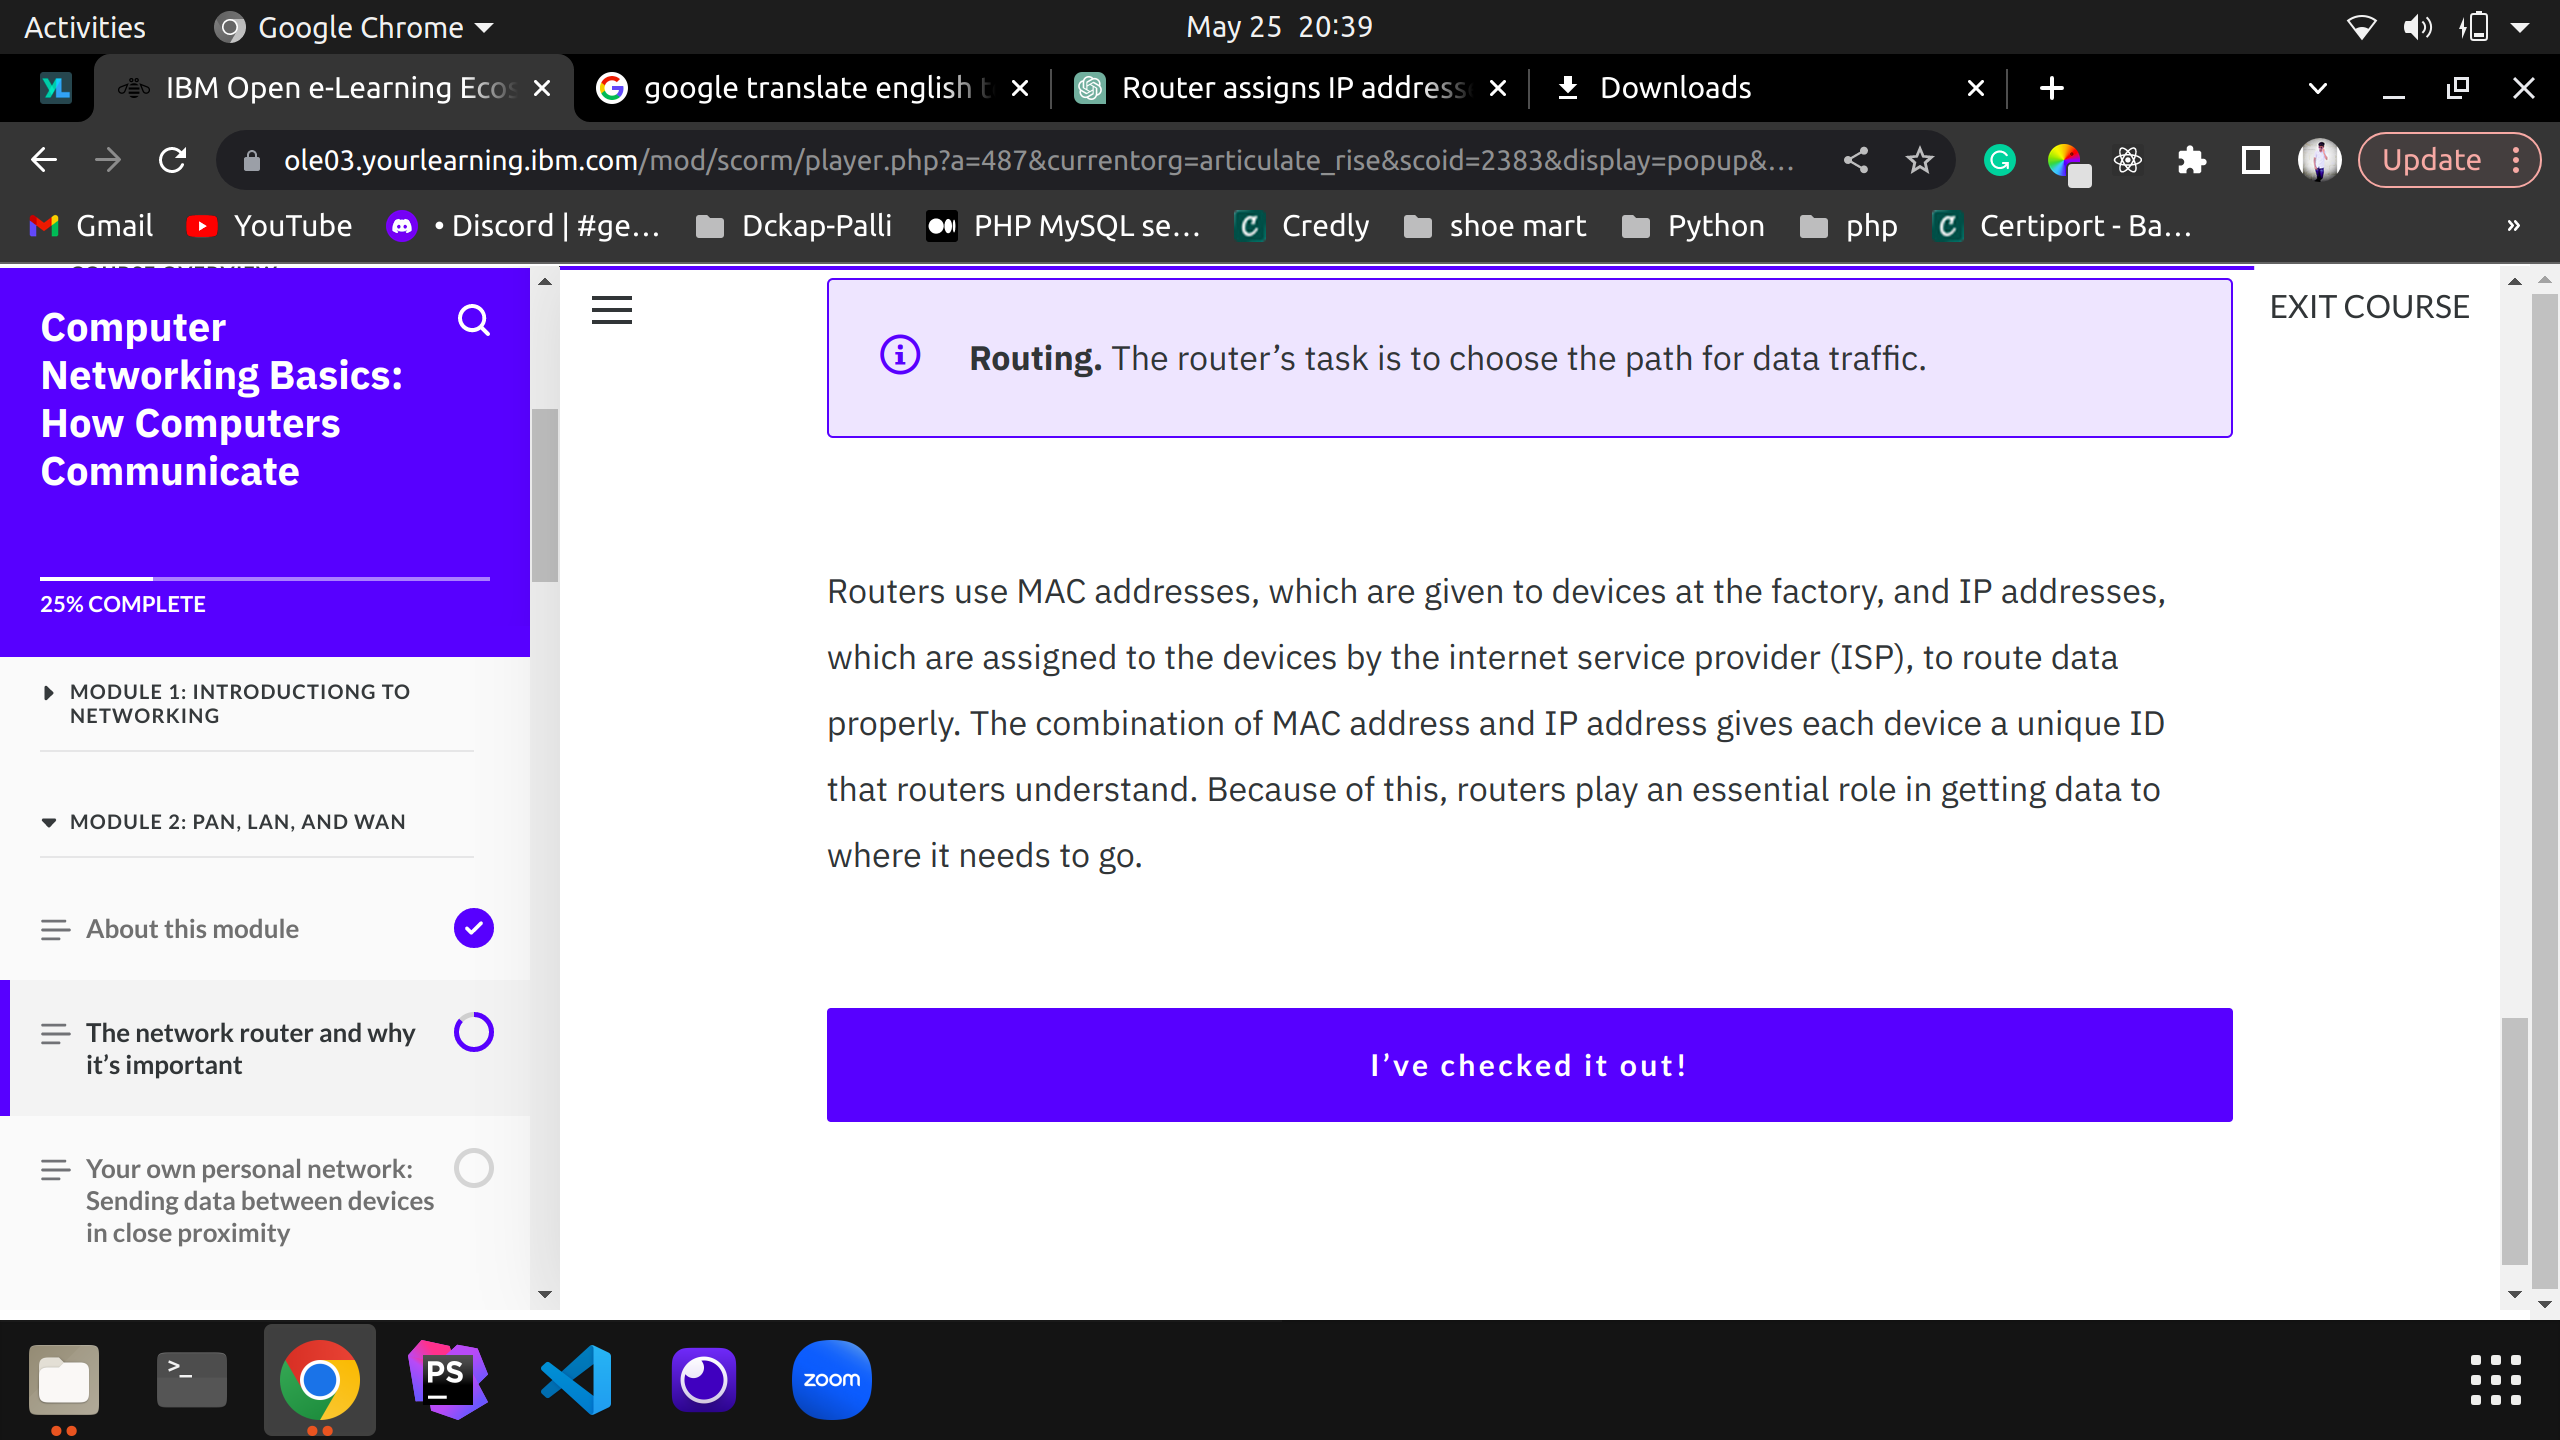 Activities
Google Chrome
May 25 20:39
IBM Open e-Learning Ecos
google translate english t
Router assigns IP addresse
Downloads
ole03.yourlearning.ibm.com/mod/scorm/player.php?a=487&currentorg=articulate_rise&scoid=2383&display=popup&...
Update
Gmail
YouTube
• Discord | #ge...
Dckap-Palli
PHP MySQL se...
Credly
shoe mart
Python
php
Certiport - Ba...
»
COURSE OVERVIEW
Computer
Networking Basics:
How Computers
Communicate
25% COMPLETE
MODULE 1: INTRODUCTIONG TO
NETWORKING
MODULE 2: PAN, LAN, AND WAN
About this module
The network router and why
it’s important
Your own personal network:
Sending data between devices
in close proximity
EXIT COURSE
Routing. The router’s task is to choose the path for data traffic.
Routers use MAC addresses, which are given to devices at the factory, and IP addresses,
which are assigned to the devices by the internet service provider (ISP), to route data
properly. The combination of MAC address and IP address gives each device a unique ID
that routers understand. Because of this, routers play an essential role in getting data to
where it needs to go.
I’ve checked it out!
PS
zoom